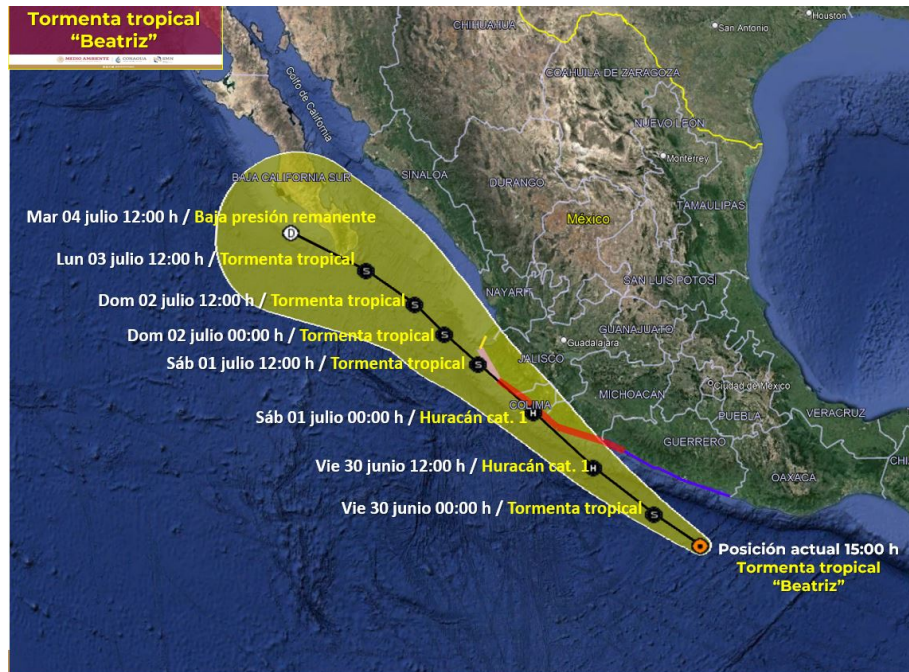 Tormenta tropical
“Beatriz”
MEDIO AMBIENTE CONAGUA SMN
CHIHUAHUA
San Antonio
Houston
COAHUILA DE ZARAGOZA
Golfo de California
NUEVO LEON
Monterrey
BAJA CALIFORNIA SUR
SINALOA
DURANGO
TAMAULIPAS
México
Mar 04 julio 12:00 h / Baja presión remanente
D
Lun 03 julio 12:00 h / Tormenta tropical
S
SAN LUIS POTOSÍ
NAYARIT
Dom 02 julio 12:00 h / Tormenta tropical
S
GUANAJUATO
Dom 02 julio 00:00 h / Tormenta tropical
S
Guadalajara
JALISCO
Sáb 01 julio 12:00 h / Tormenta tropical
S
Ciudad de México
MICHOACAN
COLIMA
PUEBLA
VERACRUZ
Sáb 01 julio 00:00 h / Huracán cat. 1
H
GUERRERO
Vie 30 junio 12:00 h / Huracán cat. 1
H
OAXACA
CHI
Vie 30 junio 00:00 h / Tormenta tropical
S
Posición actual 15:00 h
Tormenta tropical
“Beatriz”